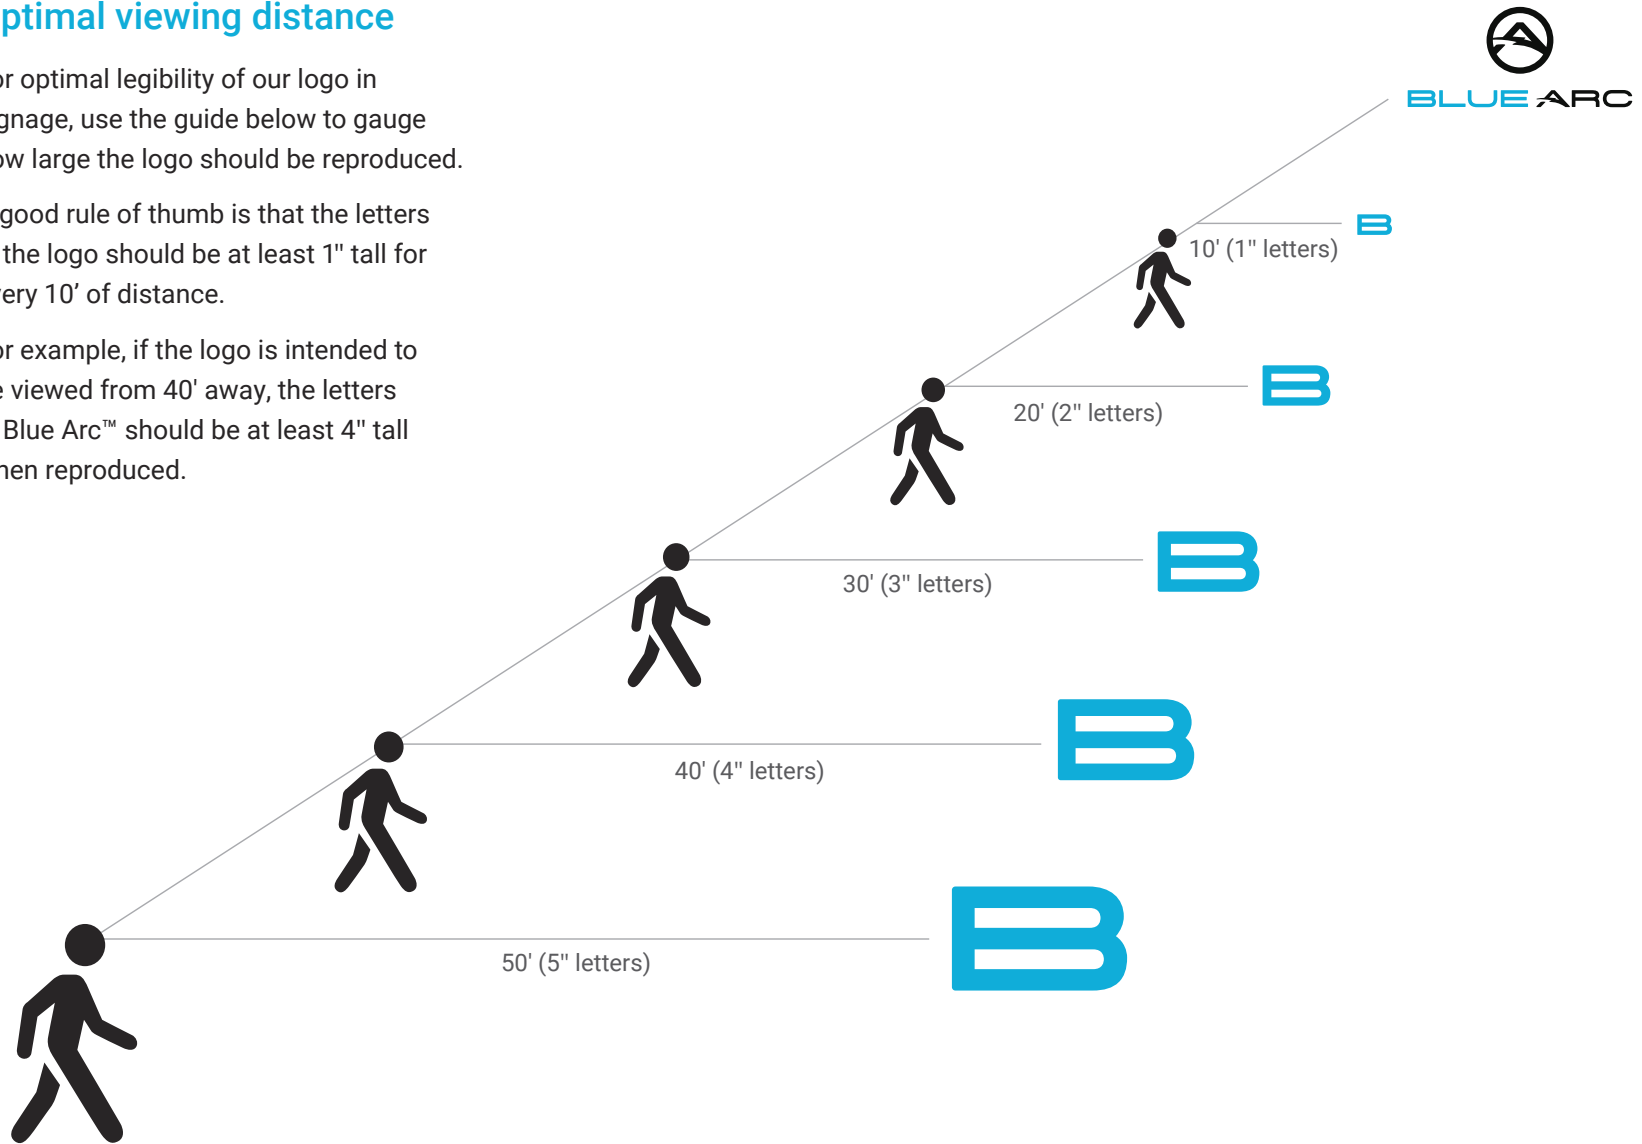 ptimal viewing distance
or optimal legibility of our logo in
gnage, use the guide below to gauge
ow large the logo should be reproduced.
good rule of thumb is that the letters
the logo should be at least 1" tall for
very 10’ of distance.
or example, if the logo is intended to
e viewed from 40' away, the letters
Blue Arc™ should be at least 4" tall
hen reproduced.
BLUE ARC
B
10' (1" letters)
B
20' (2" letters)
B
30' (3" letters)
B
40' (4" letters)
B
50' (5" letters)